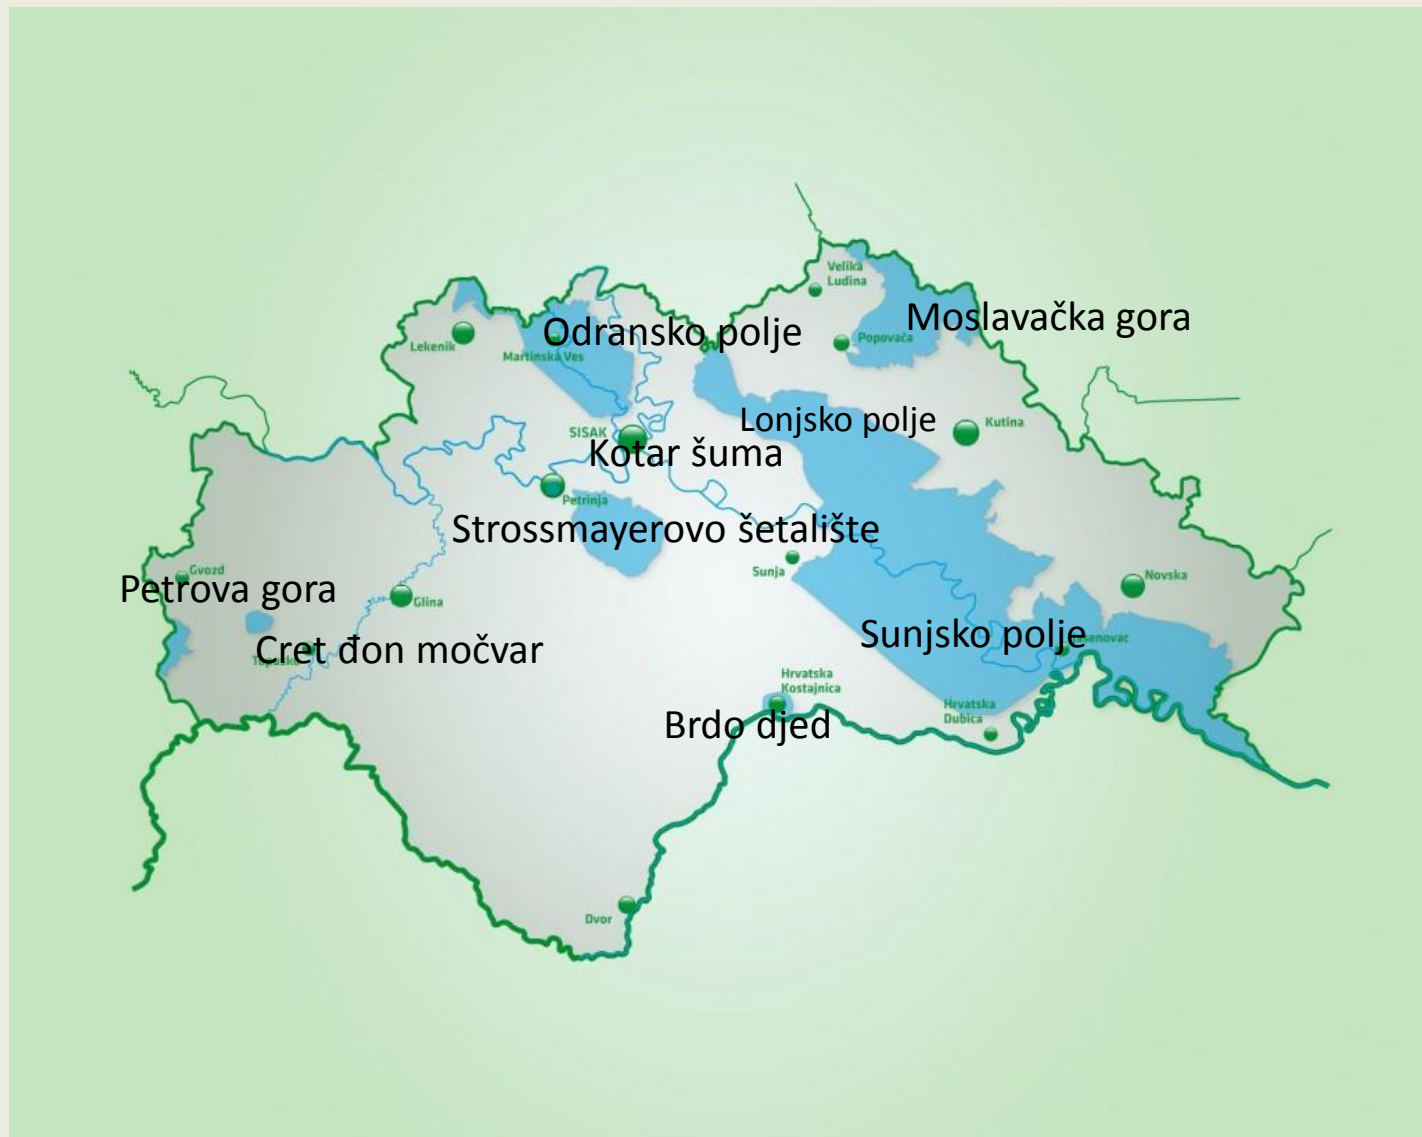 Velika
Ludina
Moslavačka gora
Odransko polje
Lekenik
Popovača
Martinska Ves
Lonjsko polje
Kutina
SISAK
Kotar šuma
Petrinja
Strossmayerovo šetalište
Sunja
Gvozd
Novska
Petrova gora
Glina
Sunjsko polje
Cret đon močvar
Hrvatska
Kostajnica
Hrvatska
Dubica
Brdo djed
Dvor